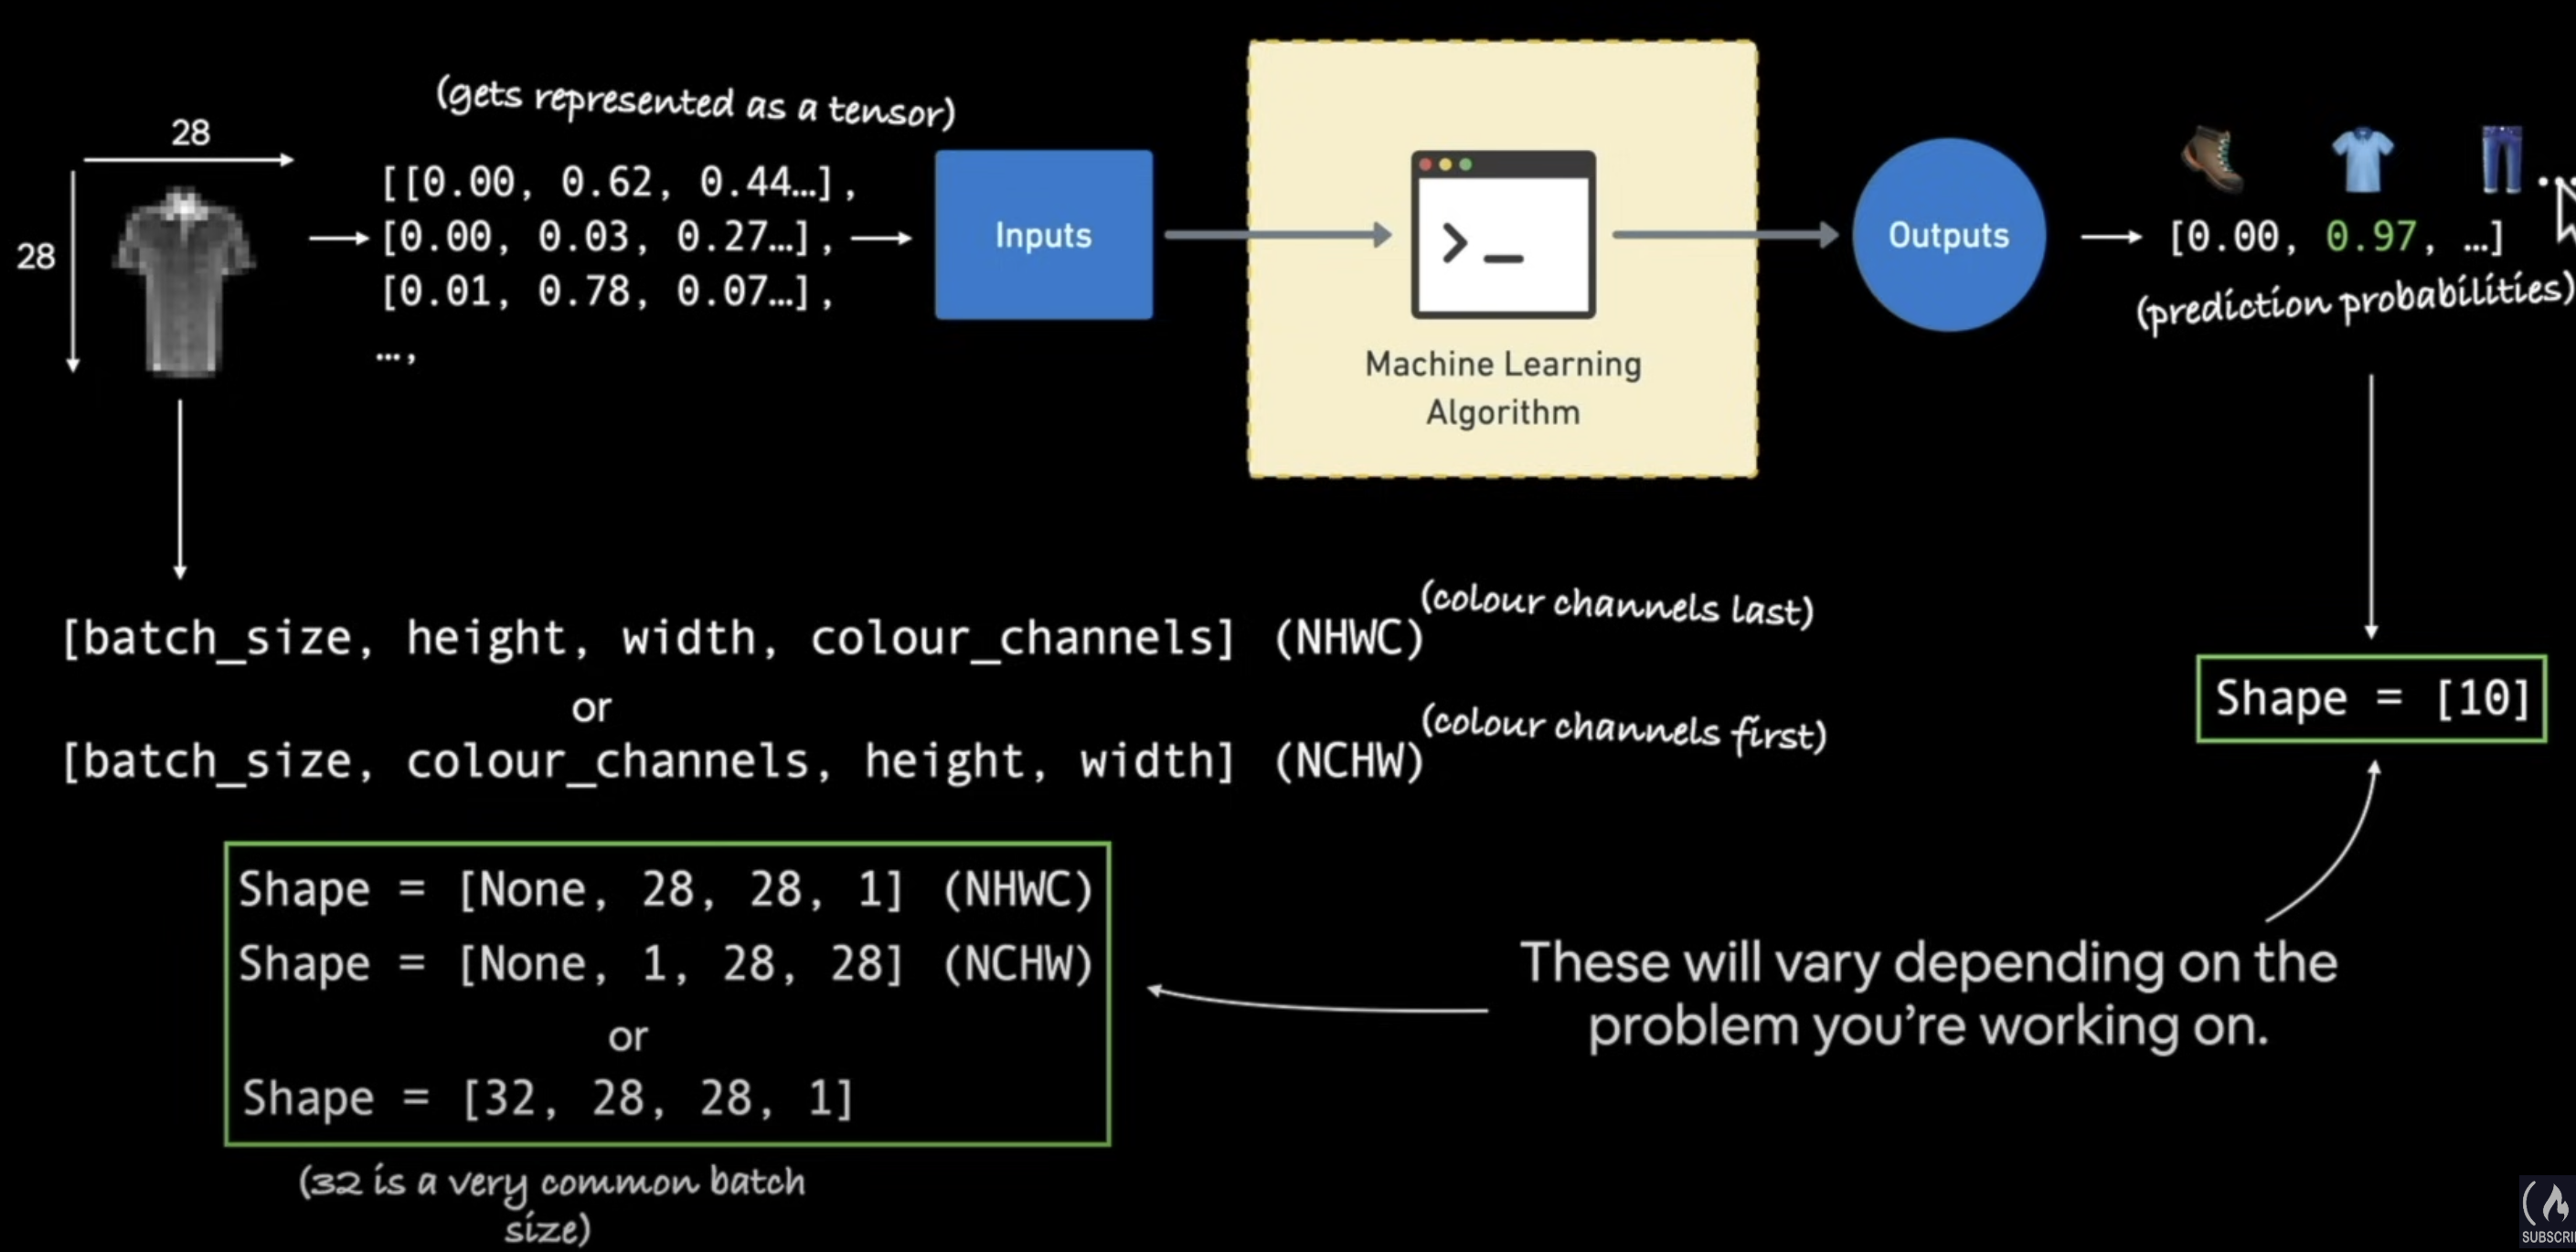 (gets represented as a tensor)
28
28
[[0.00, 0.62, 0.44…],
[0.00, 0.03, 0.27…],
[0.01, 0.78, 0.07…],
…,
Inputs
Machine Learning
Algorithm
Outputs
[0.00, 0.97, …]
(prediction probabilities)
[batch_size, height, width, colour_channels] (NHWC)
(colour channels last)
or
[batch_size, colour_channels, height, width] (NCHW)
(colour channels first)
Shape = [10]
Shape = [None, 28, 28, 1] (NHWC)
Shape = [None, 1, 28, 28] (NCHW)
or
Shape = [32, 28, 28, 1]
(32 is a very common batch
size)
These will vary depending on the
problem you're working on.
SUBSCRI